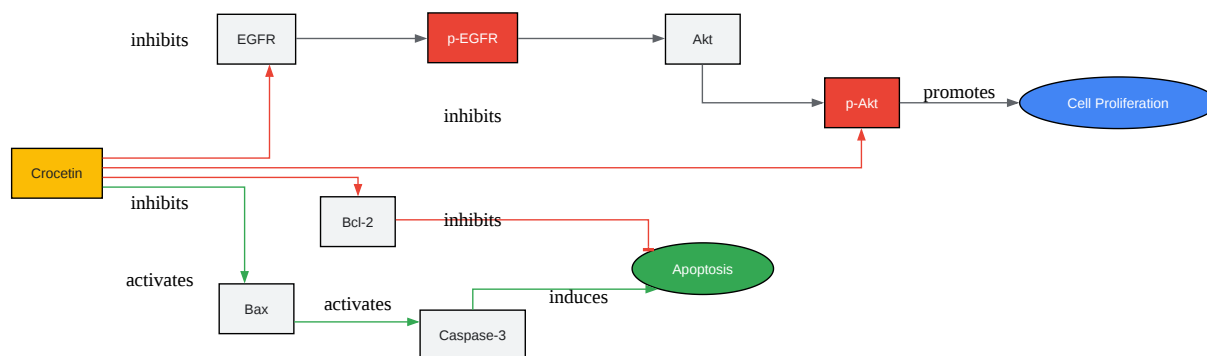 inhibits
EGFR
p-EGFR
Akt
inhibits
p-Akt
promotes
Cell Proliferation
Crocetin
inhibits
Bcl-2
inhibits
activates
Apoptosis
Bax
activates
induces
Caspase-3